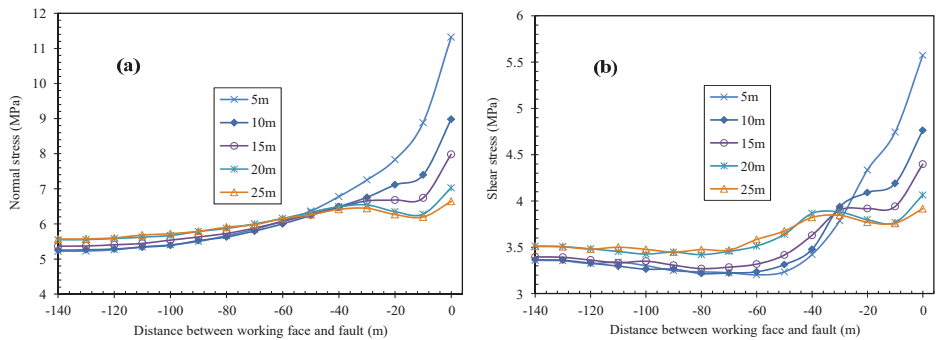 12
11
10
9
8
7
6
5
4
Normal stress (MPa)
(a)
5m
10m
15m
20m
25m
-140 -120 -100 -80 -60 -40 -20 0
Distance between working face and fault (m)
6
5.5
5
4.5
4
3.5
3
Shear stress (MPa)
(b)
5m
10m
15m
20m
25m
-140 -120 -100 -80 -60 -40 -20 0
Distance between working face and fault (m)